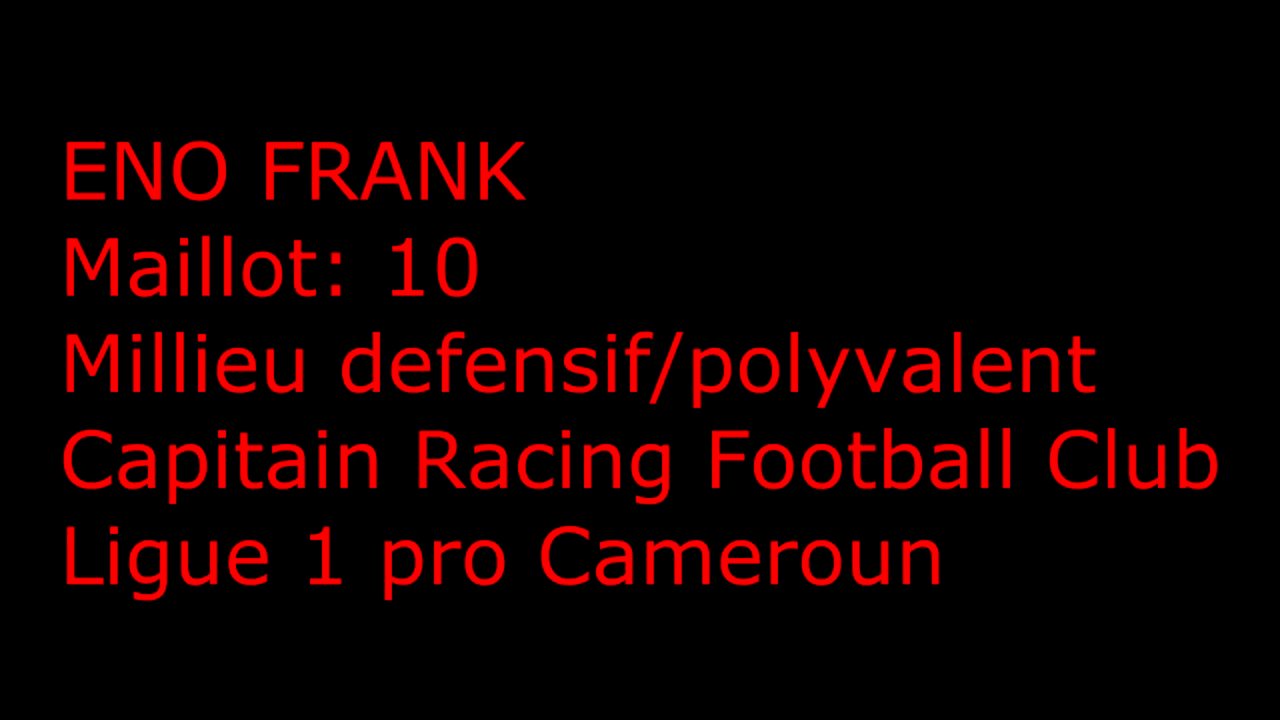 ENO FRANK
Maillot: 10
Millieu defensif/polyvalent
Capitain Racing Football Club
Ligue 1 pro Cameroun